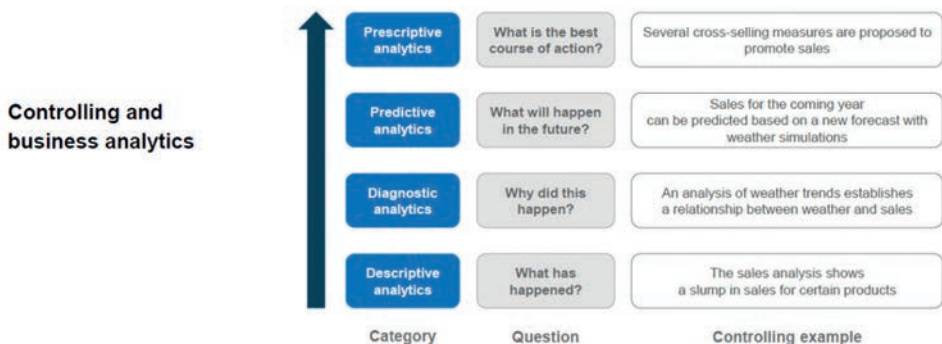 Controlling and
business analytics
Prescriptive
analytics
What is the best
course of action?
Several cross-selling measures are proposed to
promote sales
Predictive
analytics
What will happen
in the future?
Sales for the coming year
can be predicted based on a new forecast with
weather simulations
Diagnostic
analytics
Why did this
happen?
An analysis of weather trends establishes
a relationship between weather and sales
Descriptive
analytics
What has
happened?
The sales analysis shows
a slump in sales for certain products
Category
Question
Controlling example